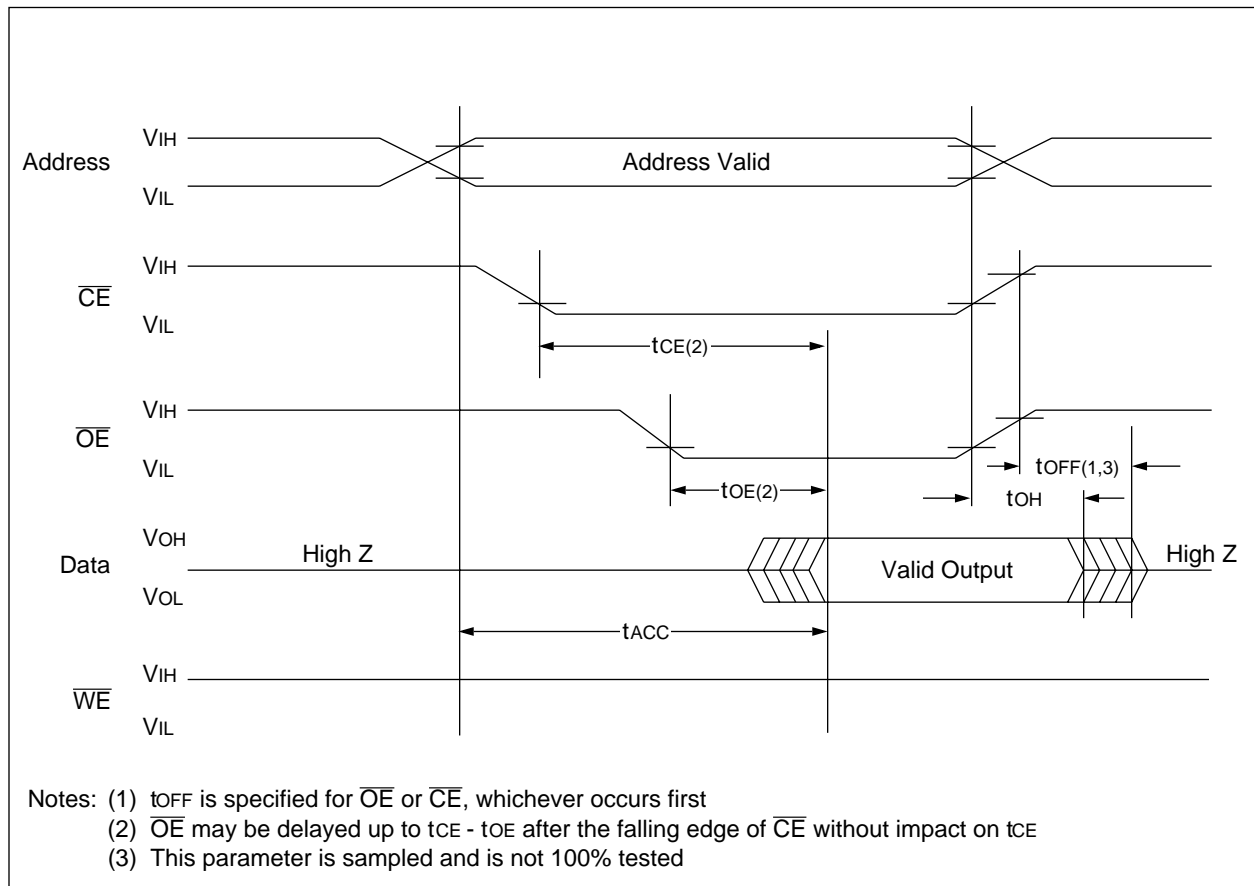 Address
VIH
VIL
Address Valid
CE
VIH
VIL
tCE(2)
OE
VIH
VIL
tOE(2)
tOFF(1,3)
tOH
Data
VOH
VOL
High Z
Valid Output
High Z
tACC
WE
VIH
VIL
Notes: (1) tOFF is specified for OE or CE, whichever occurs first
(2) OE may be delayed up to tCE - tOE after the falling edge of CE without impact on tCE
(3) This parameter is sampled and is not 100% tested